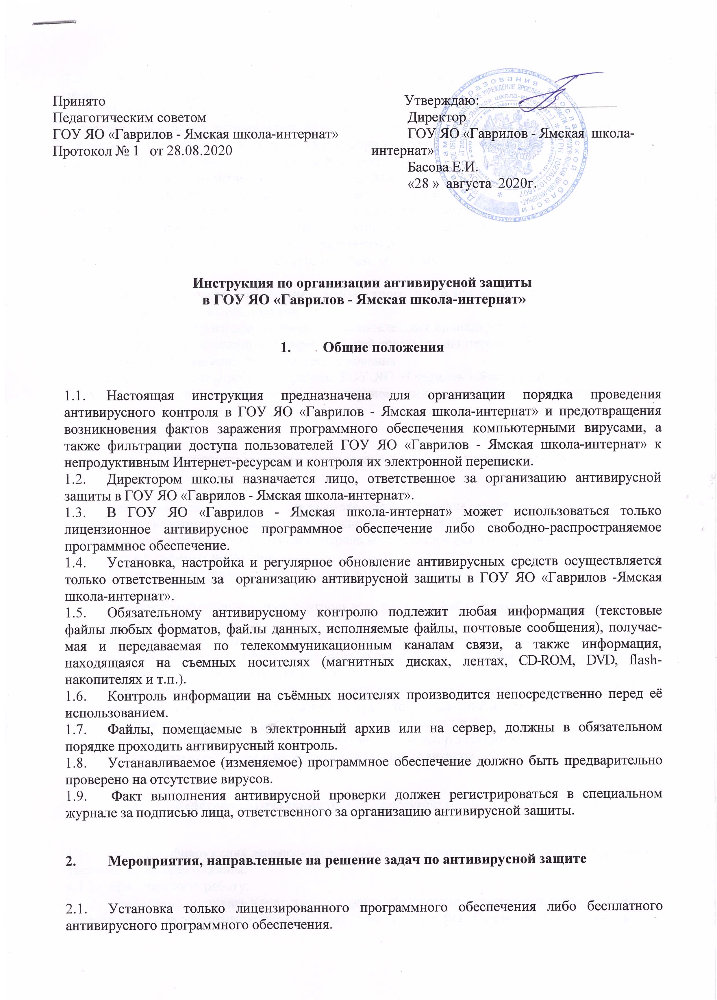 Принято
Педагогическим советом
ГОУ ЯО «Гаврилов - Ямская школа-интернат»
Протокол № 1 от 28.08.2020
Утверждаю:____________________
Директор
ГОУ ЯО «Гаврилов - Ямская школа-
интернат»
Басова Е.И.
«28 » августа 2020г.
Департамент образования Ярославской области
ОГРН 1027601071607
Инструкция по организации антивирусной защиты
в ГОУ ЯО «Гаврилов - Ямская школа-интернат»
1. Общие положения
1.1. Настоящая инструкция предназначена для организации порядка проведения
антивирусного контроля в ГОУ ЯО «Гаврилов - Ямская школа-интернат» и предотвращения
возникновения фактов заражения программного обеспечения компьютерными вирусами, а
также фильтрации доступа пользователей ГОУ ЯО «Гаврилов - Ямская школа-интернат» к
непродуктивным Интернет-ресурсам и контроля их электронной переписки.
1.2. Директором школы назначается лицо, ответственное за организацию антивирусной
защиты в ГОУ ЯО «Гаврилов - Ямская школа-интернат».
1.3. В ГОУ ЯО «Гаврилов - Ямская школа-интернат» может использоваться только
лицензионное антивирусное программное обеспечение либо свободно-распространяемое
программное обеспечение.
1.4. Установка, настройка и регулярное обновление антивирусных средств осуществляется
только ответственным за организацию антивирусной защиты в ГОУ ЯО «Гаврилов -Ямская
школа-интернат».
1.5. Обязательному антивирусному контролю подлежит любая информация (текстовые
файлы любых форматов, файлы данных, исполняемые файлы, почтовые сообщения), получае-
мая и передаваемая по телекоммуникационным каналам связи, а также информация,
находящаяся на съемных носителях (магнитных дисках, лентах, CD-ROM, DVD, flash-
накопителях и т.п.).
1.6. Контроль информации на съёмных носителях производится непосредственно перед её
использованием.
1.7. Файлы, помещаемые в электронный архив или на сервер, должны в обязательном
порядке проходить антивирусный контроль.
1.8. Устанавливаемое (изменяемое) программное обеспечение должно быть предварительно
проверено на отсутствие вирусов.
1.9. Факт выполнения антивирусной проверки должен регистрироваться в специальном
журнале за подписью лица, ответственного за организацию антивирусной защиты.
2. Мероприятия, направленные на решение задач по антивирусной защите
2.1. Установка только лицензированного программного обеспечения либо бесплатного
антивирусного программного обеспечения.